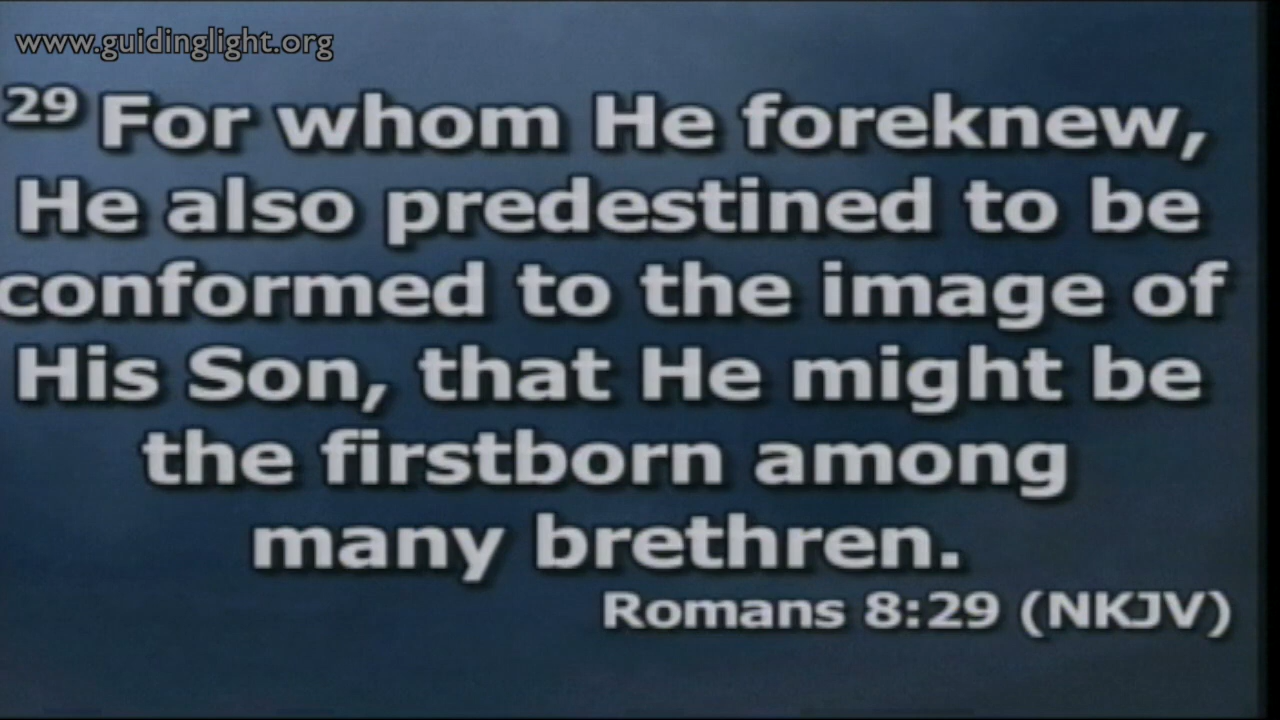 www.guidinglight.org
29 For whom He foreknew,
He also predestined to be
conformed to the image of
His Son, that He might be
the firstborn among
many brethren.
Romans 8:29 (NKJV)